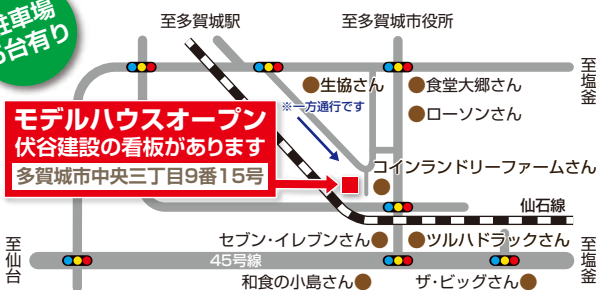 駐車場
5台有り
至多賀城駅
至多賀城市役所
至塩釜
生協さん
食堂大郷さん
※一方通行です
ローソンさん
モデルハウスオープン
伏谷建設の看板があります
多賀城市中央三丁目9番15号
コインランドリーファームさん
仙石線
至仙台
45号線
セブン・イレブンさん
ツルハドラックさん
至塩釜
和食の小島さん
ザ・ビッグさん